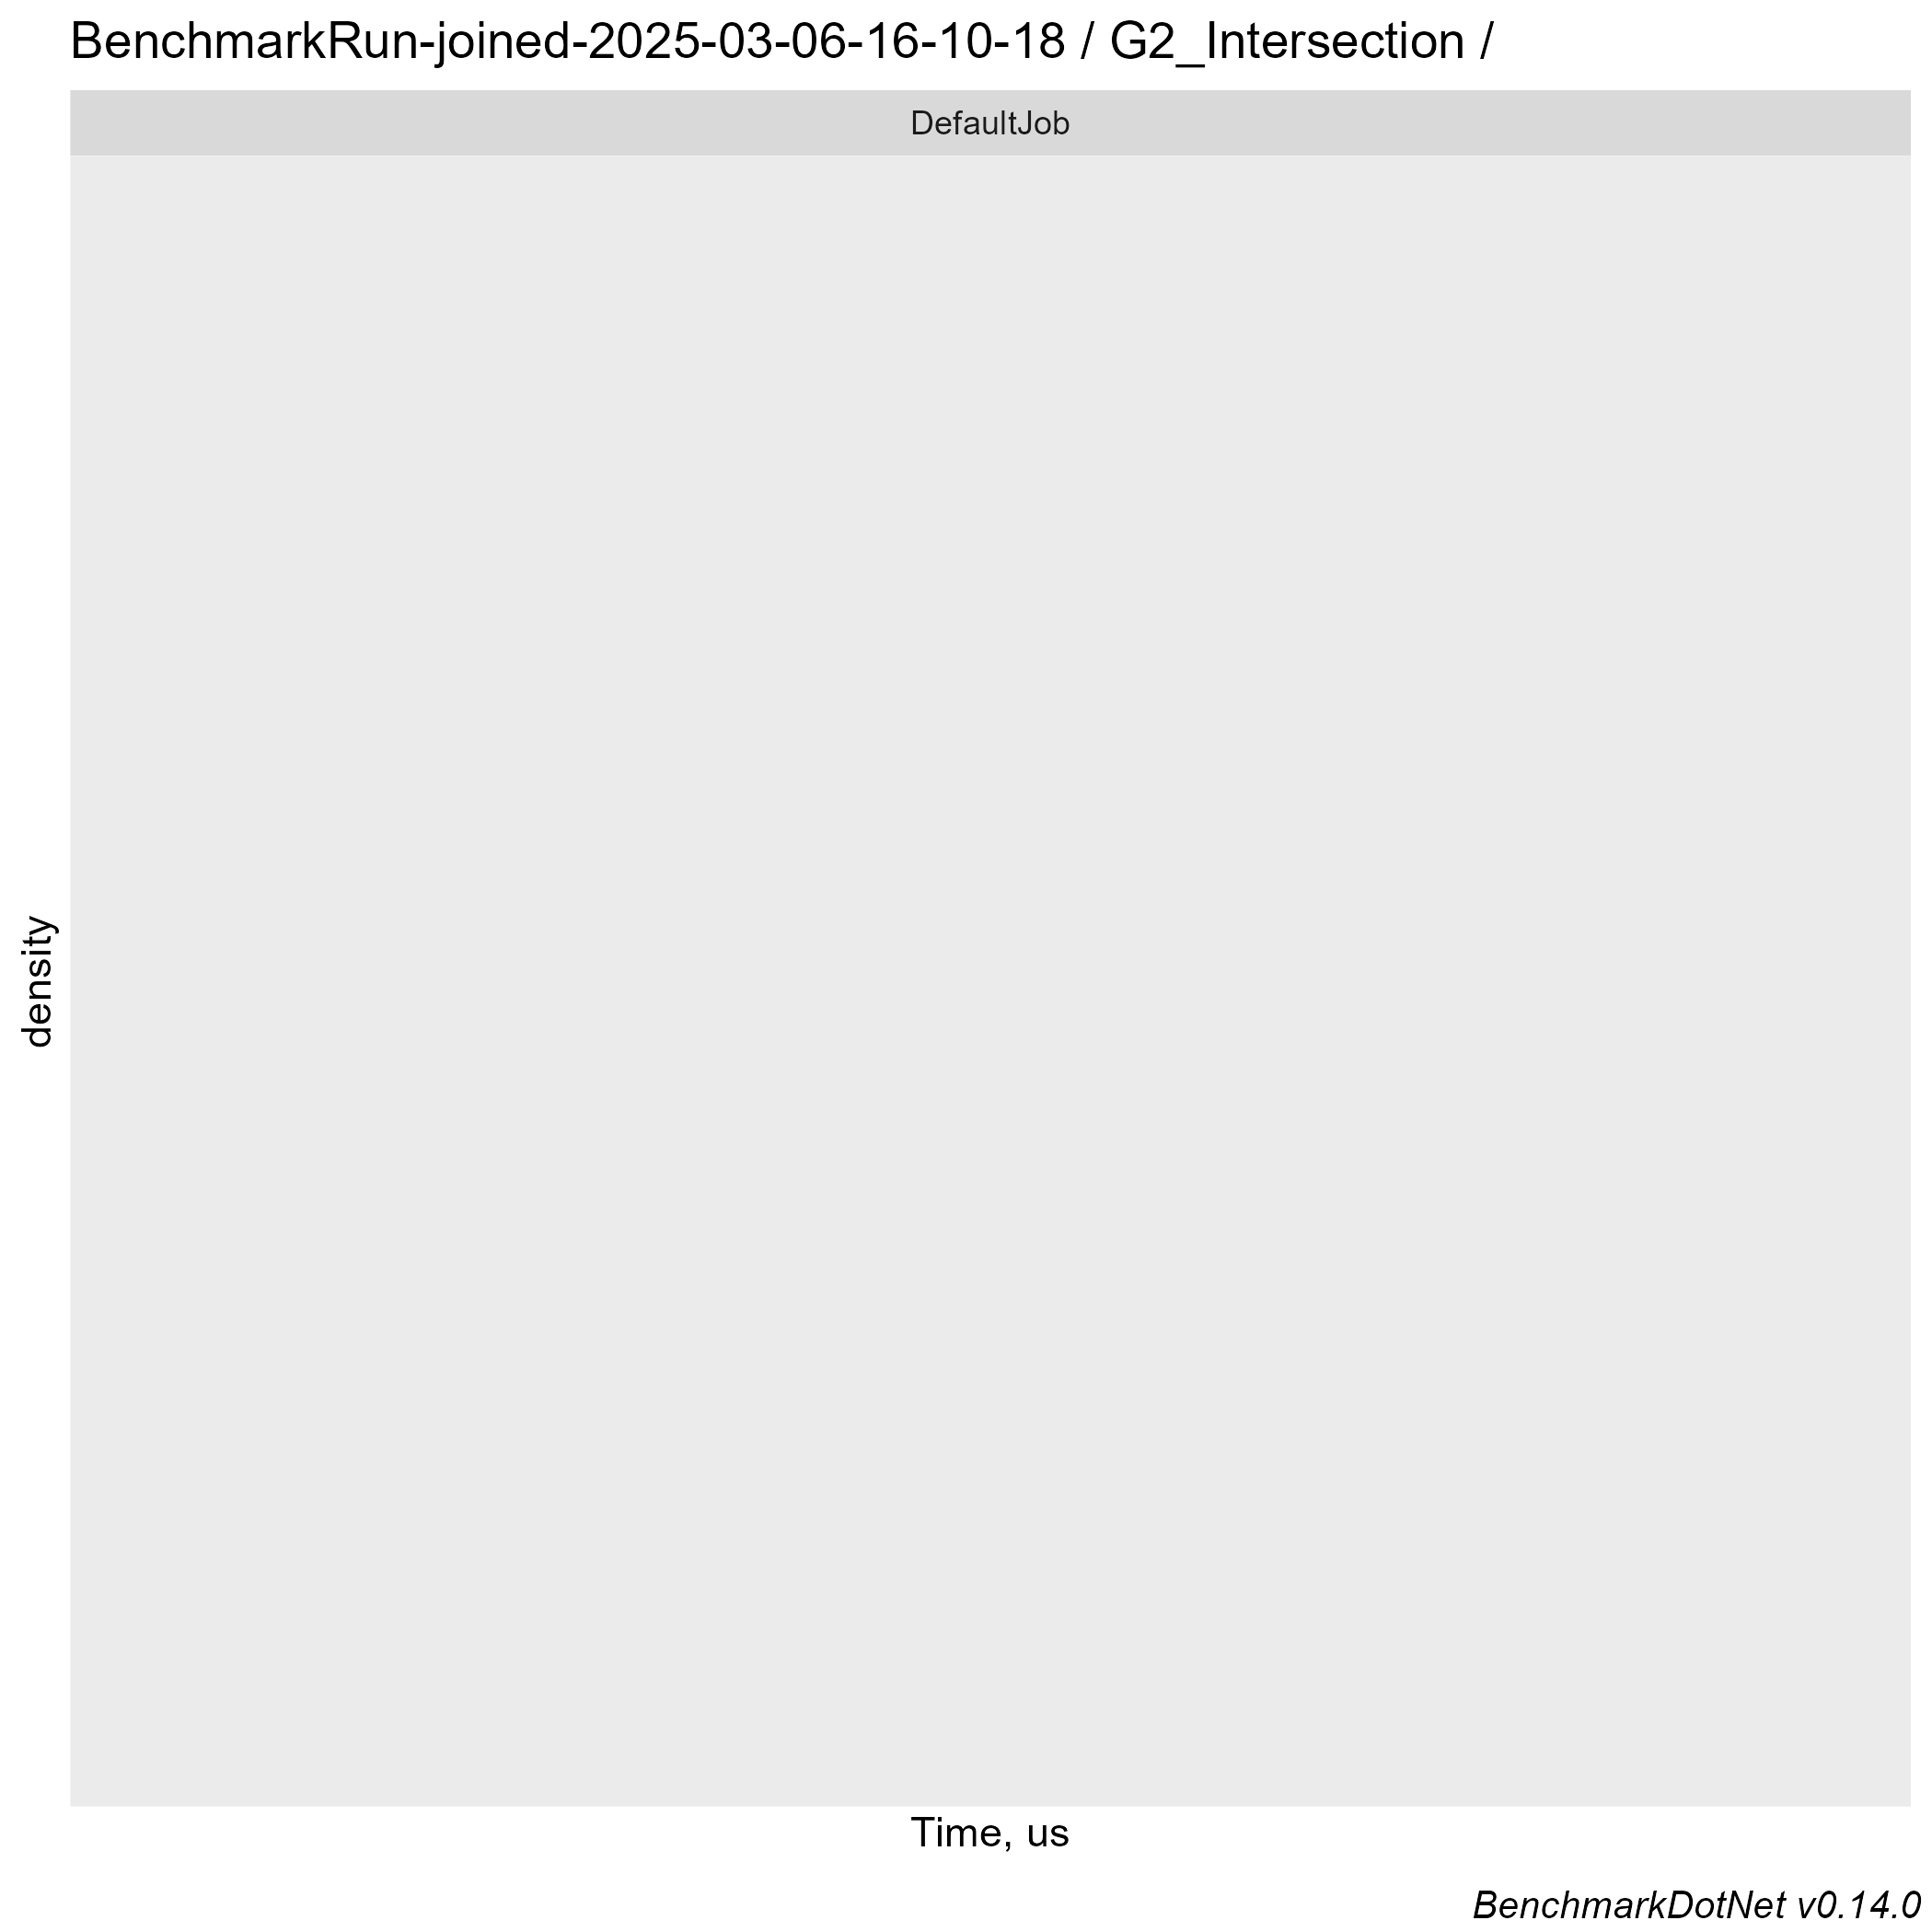 BenchmarkRun-joined-2025-03-06-16-10-18 / G2_Intersection /
DefaultJob
density
Time, us
BenchmarkDotNet v0.14.0